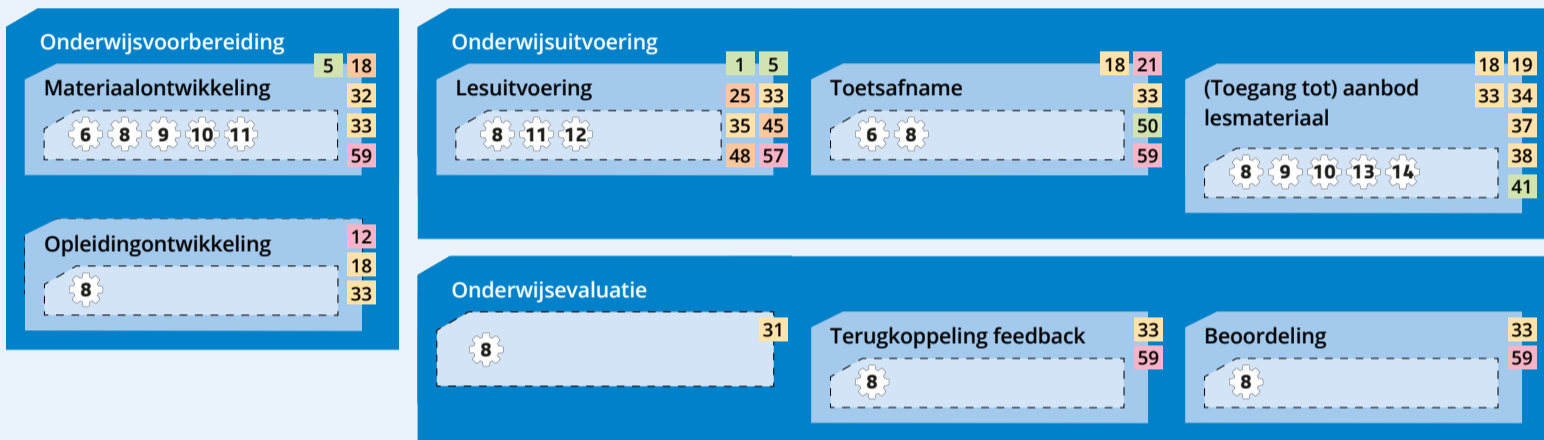 Onderwijsvoorbereiding
5 18
Materiaalontwikkeling
32
33
6 8 9 10 11
59
Opleidingontwikkeling
12
18
33
8
Onderwijsuitvoering
Lesuitvoering
1 5
25 33
35 45
48 57
8 11 12
Toetsafname
18 21
33
50
59
6 8
(Toegang tot) aanbod
lesmateriaal
18 19
33 34
37
38
41
8 9 10 13 14
Onderwijsevaluatie
31
8
Terugkoppeling feedback
33
59
8
Beoordeling
33
59
8